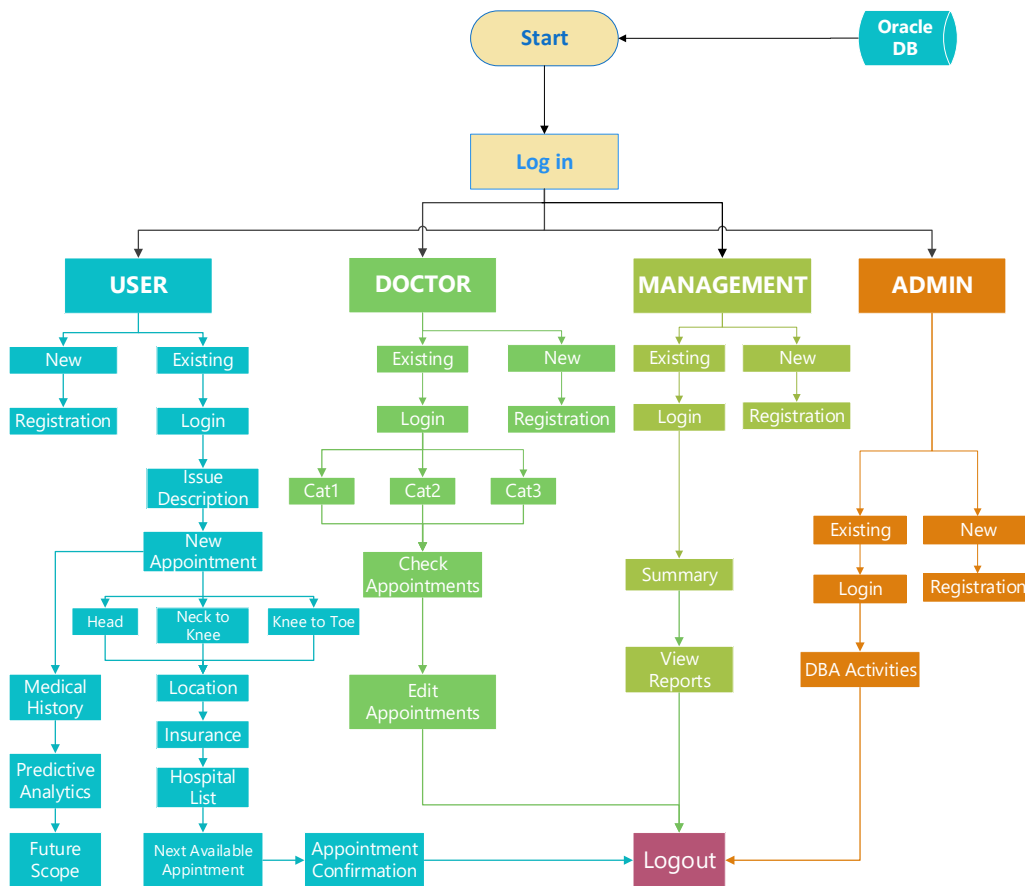 Start
Oracle
DB
Log in
USER
DOCTOR
MANAGEMENT
ADMIN
New
Existing
Existing
New
Existing
New
Registration
Login
Login
Registration
Login
Registration
Issue
Description
Cat1
Cat2
Cat3
New
Appointment
Existing
New
Check
Appointments
Summary
Login
Registration
Head
Neck to
Knee
Knee to Toe
Medical
History
Location
Edit
Appointments
View
Reports
DBA Activities
Insurance
Predictive
Analytics
Hospital
List
Future
Scope
Next Available
Appintment
Appointment
Confirmation
Logout